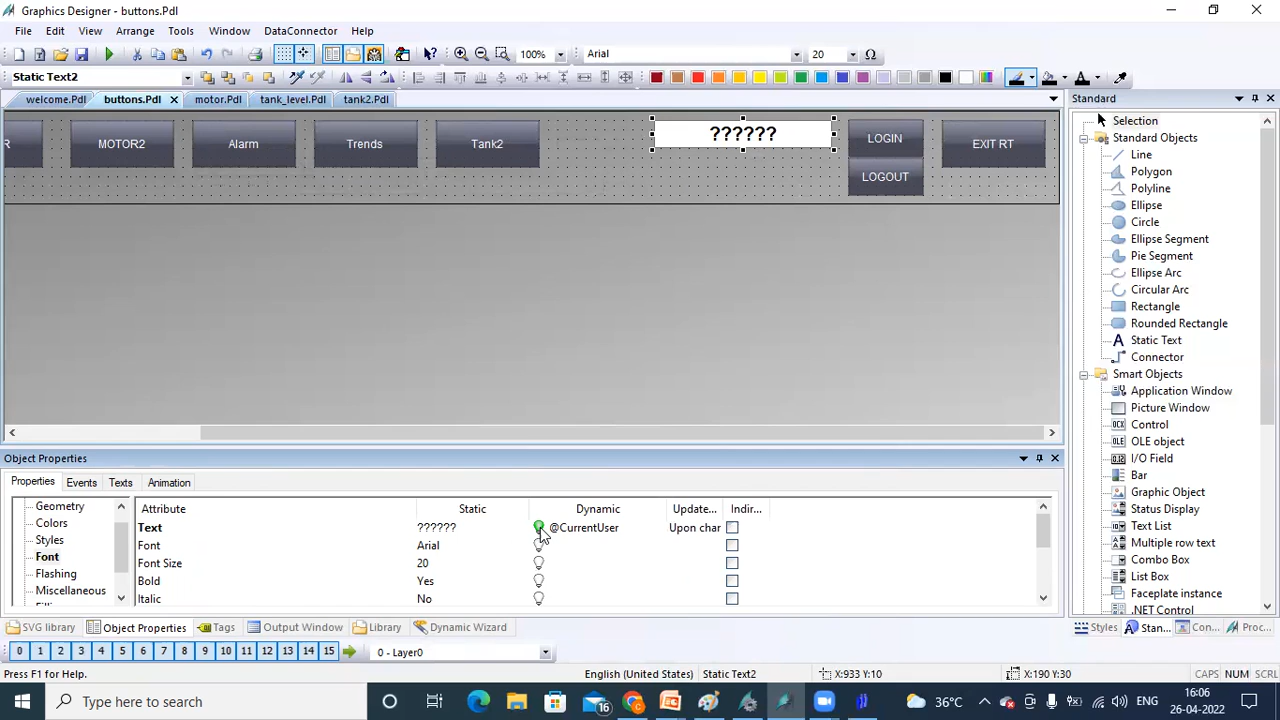 Graphics Designer - buttons.Pdl
File Edit View Arrange Tools Window DataConnector Help
100% Arial 20
Static Text2
welcome.Pdl buttons.Pdl motor.Pdl tank_level.Pdl tank2.Pdl
R MOTOR2 Alarm Trends Tank2 ?????? LOGIN EXIT RT
LOGOUT
Standard
Selection
Standard Objects
Line
Polygon
Polyline
Ellipse
Circle
Ellipse Segment
Pie Segment
Ellipse Arc
Circular Arc
Rectangle
Rounded Rectangle
Static Text
Connector
Smart Objects
Application Window
Picture Window
Control
OLE object
I/O Field
Bar
Graphic Object
Status Display
Text List
Multiple row text
Combo Box
List Box
Faceplate instance
.NET Control
Styles Stan... Con... Proc...
Object Properties
Properties Events Texts Animation
Geometry
Colors
Styles
Font
Flashing
Miscellaneous
Attribute Static Dynamic Update... Indir...
Text ?????? @CurrentUser Upon char
Font Arial
Font Size 20
Bold Yes
Italic No
SVG library Object Properties Tags Output Window Library Dynamic Wizard
0 1 2 3 4 5 6 7 8 9 10 11 12 13 14 15 0 - Layer0
Press F1 for Help. English (United States) Static Text2 X:933 Y:10 X:190 Y:30 CAPS NUM SCRL
Type here to search 16 36°C ENG 16:06
26-04-2022